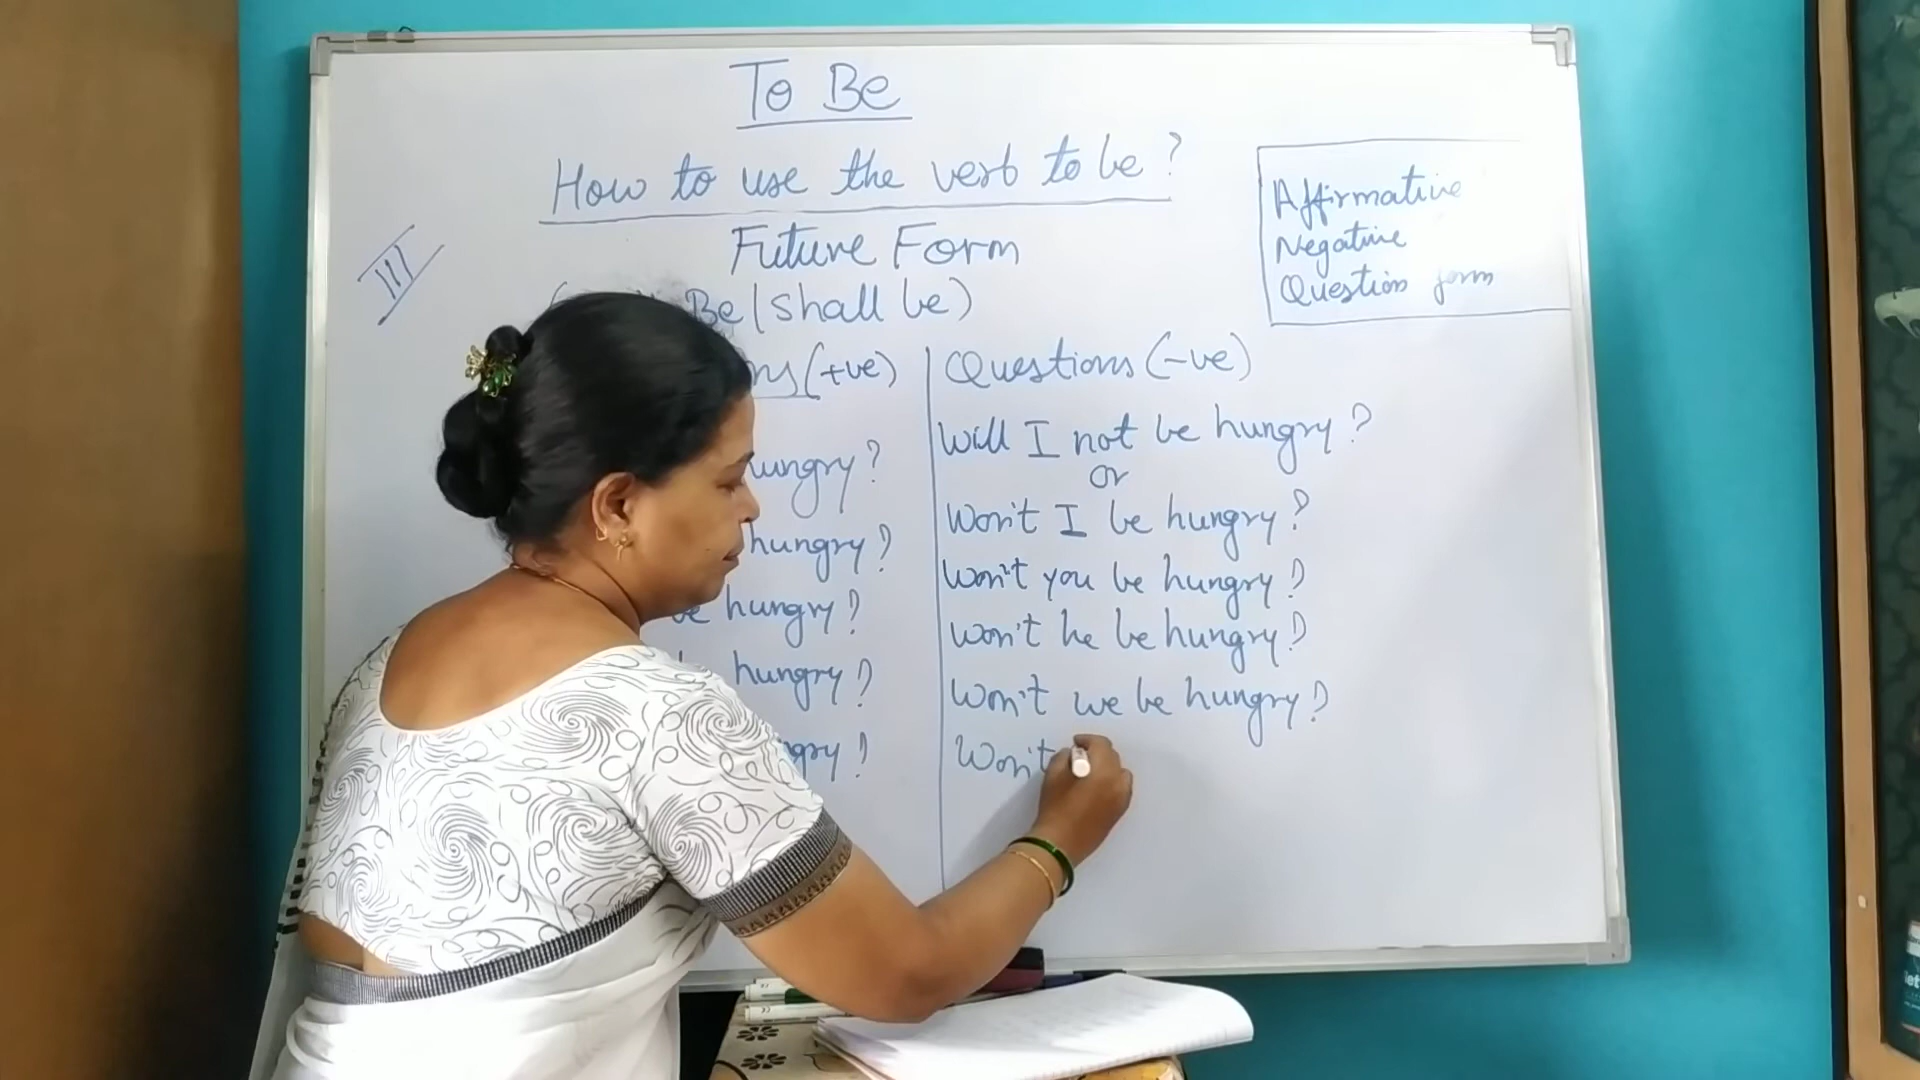 To Be
How to use the verb to be?
Affirmative
Negative
Question form
III
Future Form
Be / Shall be)
(+ve)
hungry?
hungry?
hungry?
hungry?
Questions (-ve)
Will I not be hungry?
or
Won't I be hungry?
Won't you be hungry?
Won't he be hungry?
Won't we be hungry?
Won't